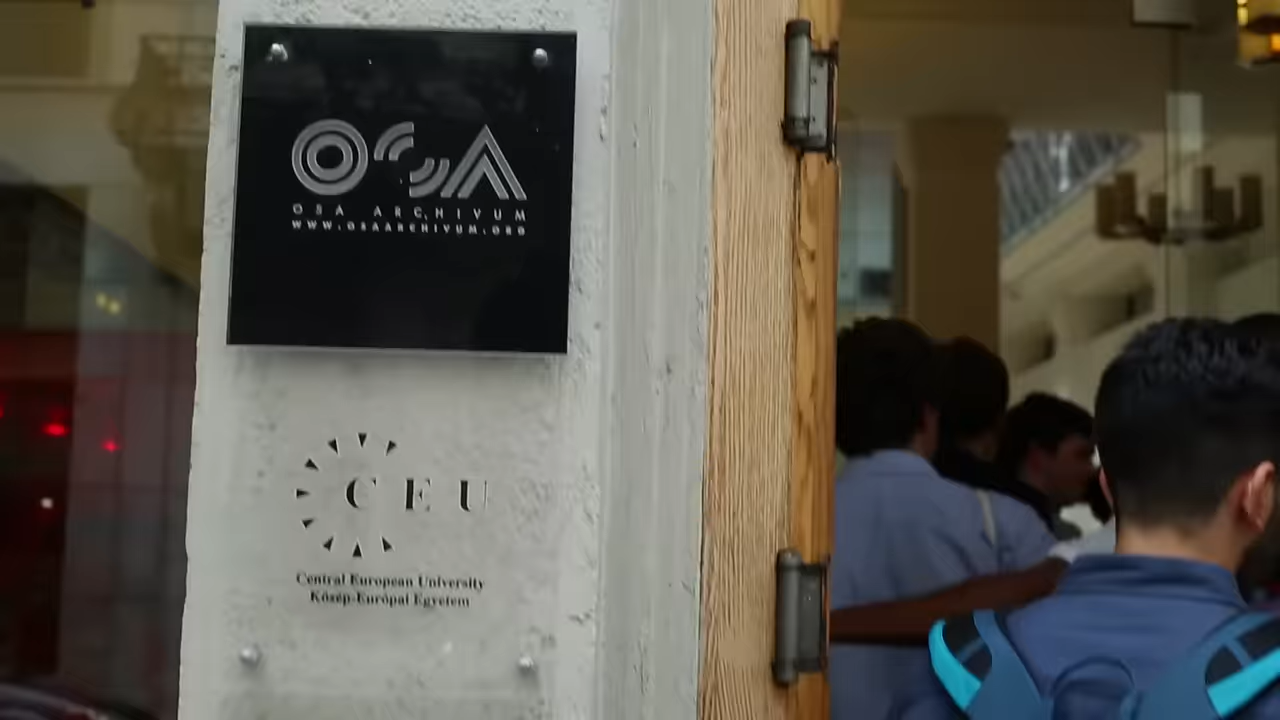 OSA
OSA ARCHIVUM
WWW.OSAARCHIVUM.ORG
CEU
Central European University
Közép-Európai Egyetem